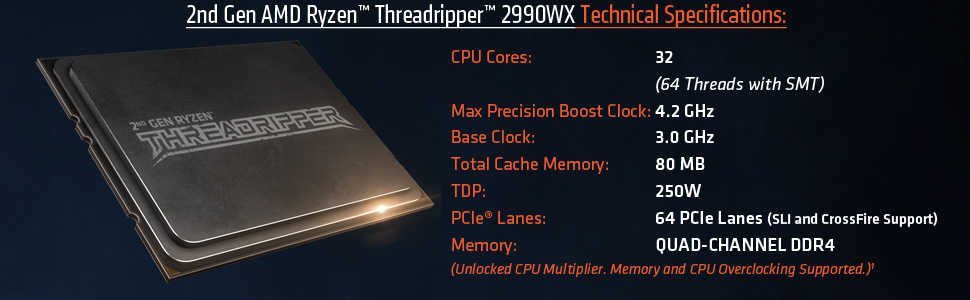 2nd Gen AMD Ryzen™ Threadripper™ 2990WX Technical Specifications:
2ND GEN RYZEN™
THREADRIPPER
CPU Cores: 32
(64 Threads with SMT)
Max Precision Boost Clock: 4.2 GHz
Base Clock: 3.0 GHz
Total Cache Memory: 80 MB
TDP: 250W
PCIe® Lanes: 64 PCIe Lanes (SLI and CrossFire Support)
Memory: QUAD-CHANNEL DDR4
(Unlocked CPU Multiplier. Memory and CPU Overclocking Supported.)¹